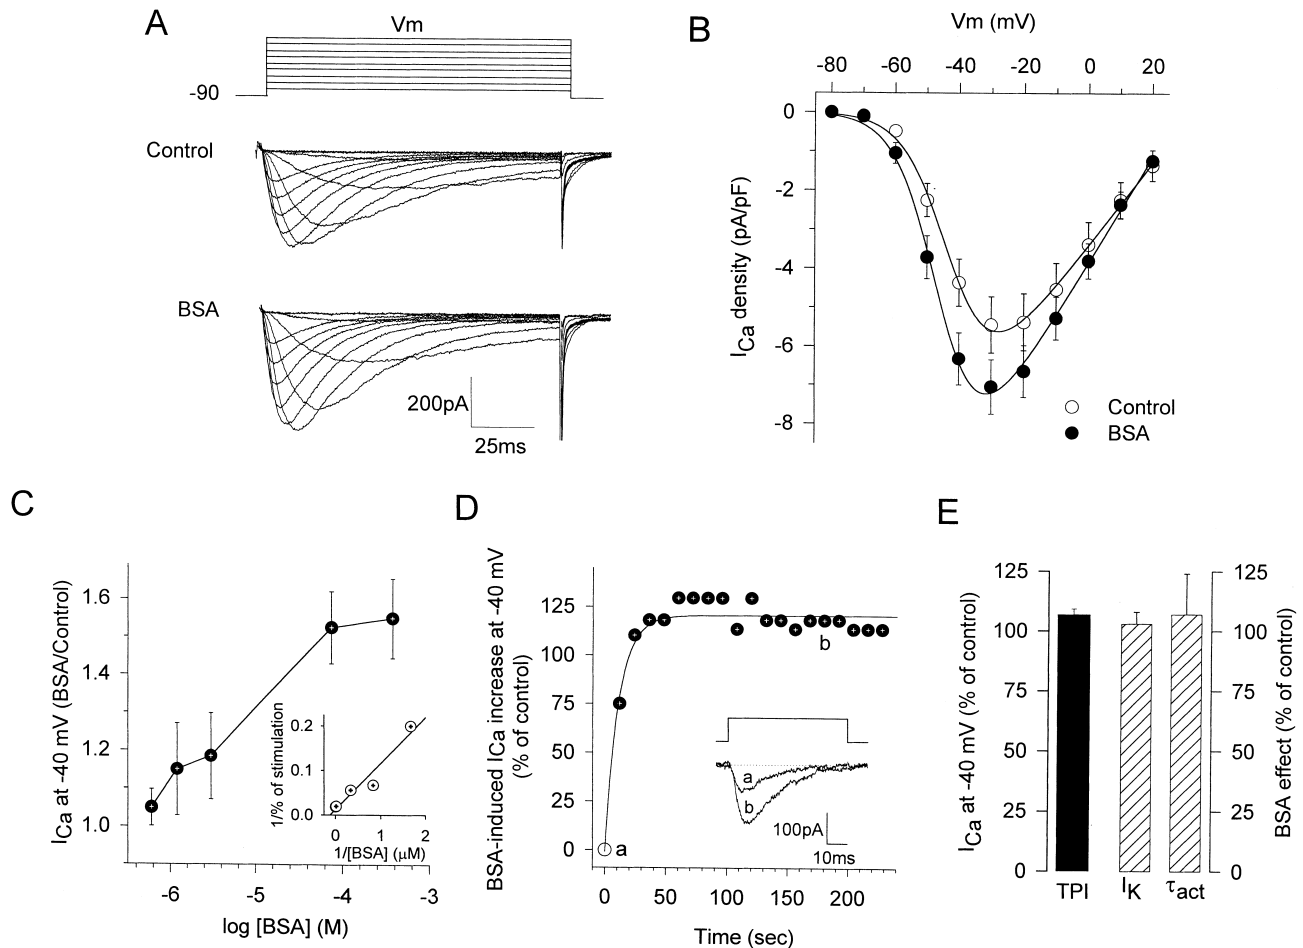 A
Vm
-90
Control
BSA
200pA
25ms
B
Vm (mV)
-80 -60 -40 -20 0 20
0
-2
-4
-6
-8
ICa density (pA/pF)
Control
BSA
C
ICa at -40 mV (BSA/Control)
1.6
1.4
1.2
1.0
-6 -5 -4 -3
log [BSA] (M)
1/% of stimulation
0.2
0.1
0.0
0 1 2
1/[BSA] (μM)
D
BSA-induced ICa increase at -40 mV
(% of control)
125
100
75
50
25
0
a
b
a
b
100pA
10ms
0 50 100 150 200
Time (sec)
E
ICa at -40 mV (% of control)
125
100
75
50
25
0
TPI IK τact
125
100
75
50
25
0
BSA effect (% of control)